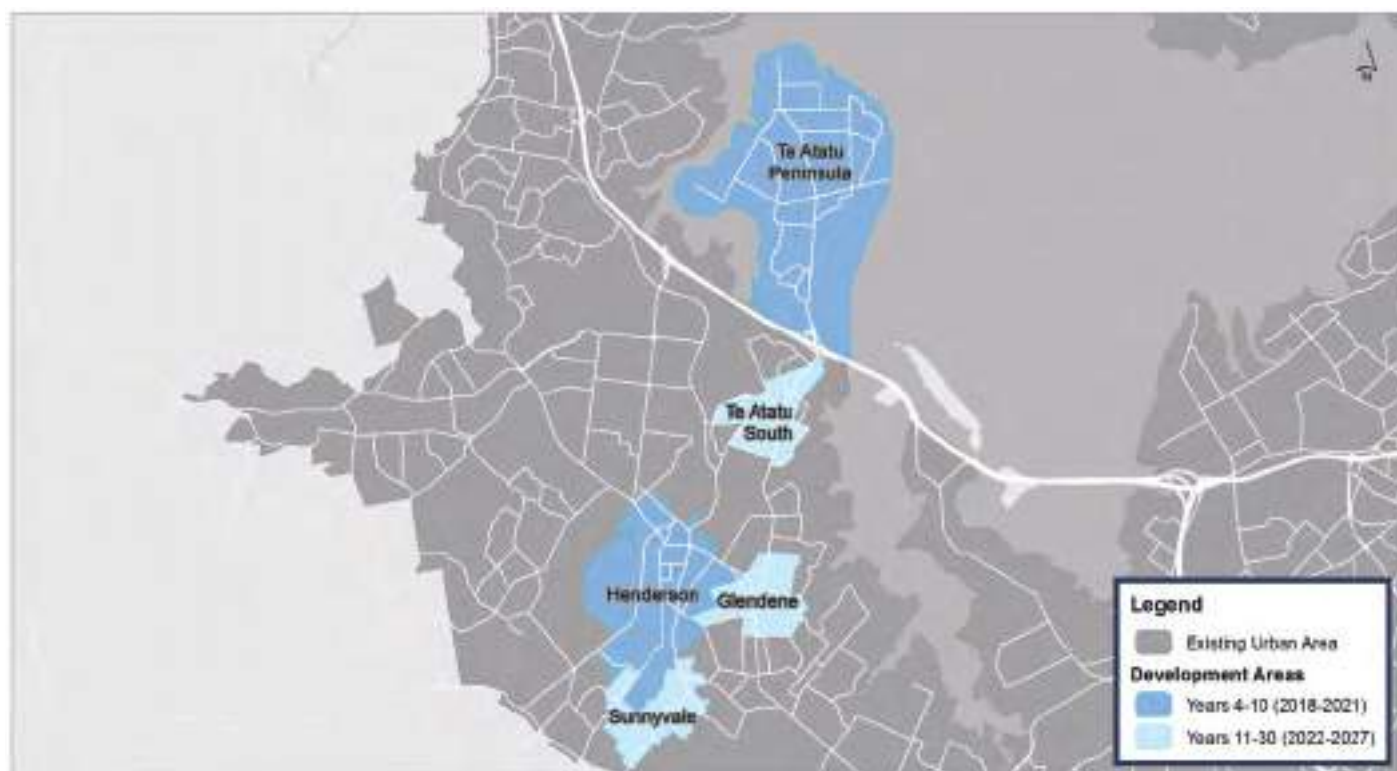 N
Te Atatu
Peninsula
Te Atatu
South
Henderson
Glendene
Sunnyvale
Legend
Existing Urban Area
Development Areas
Years 4-10 (2018-2021)
Years 11-30 (2022-2027)